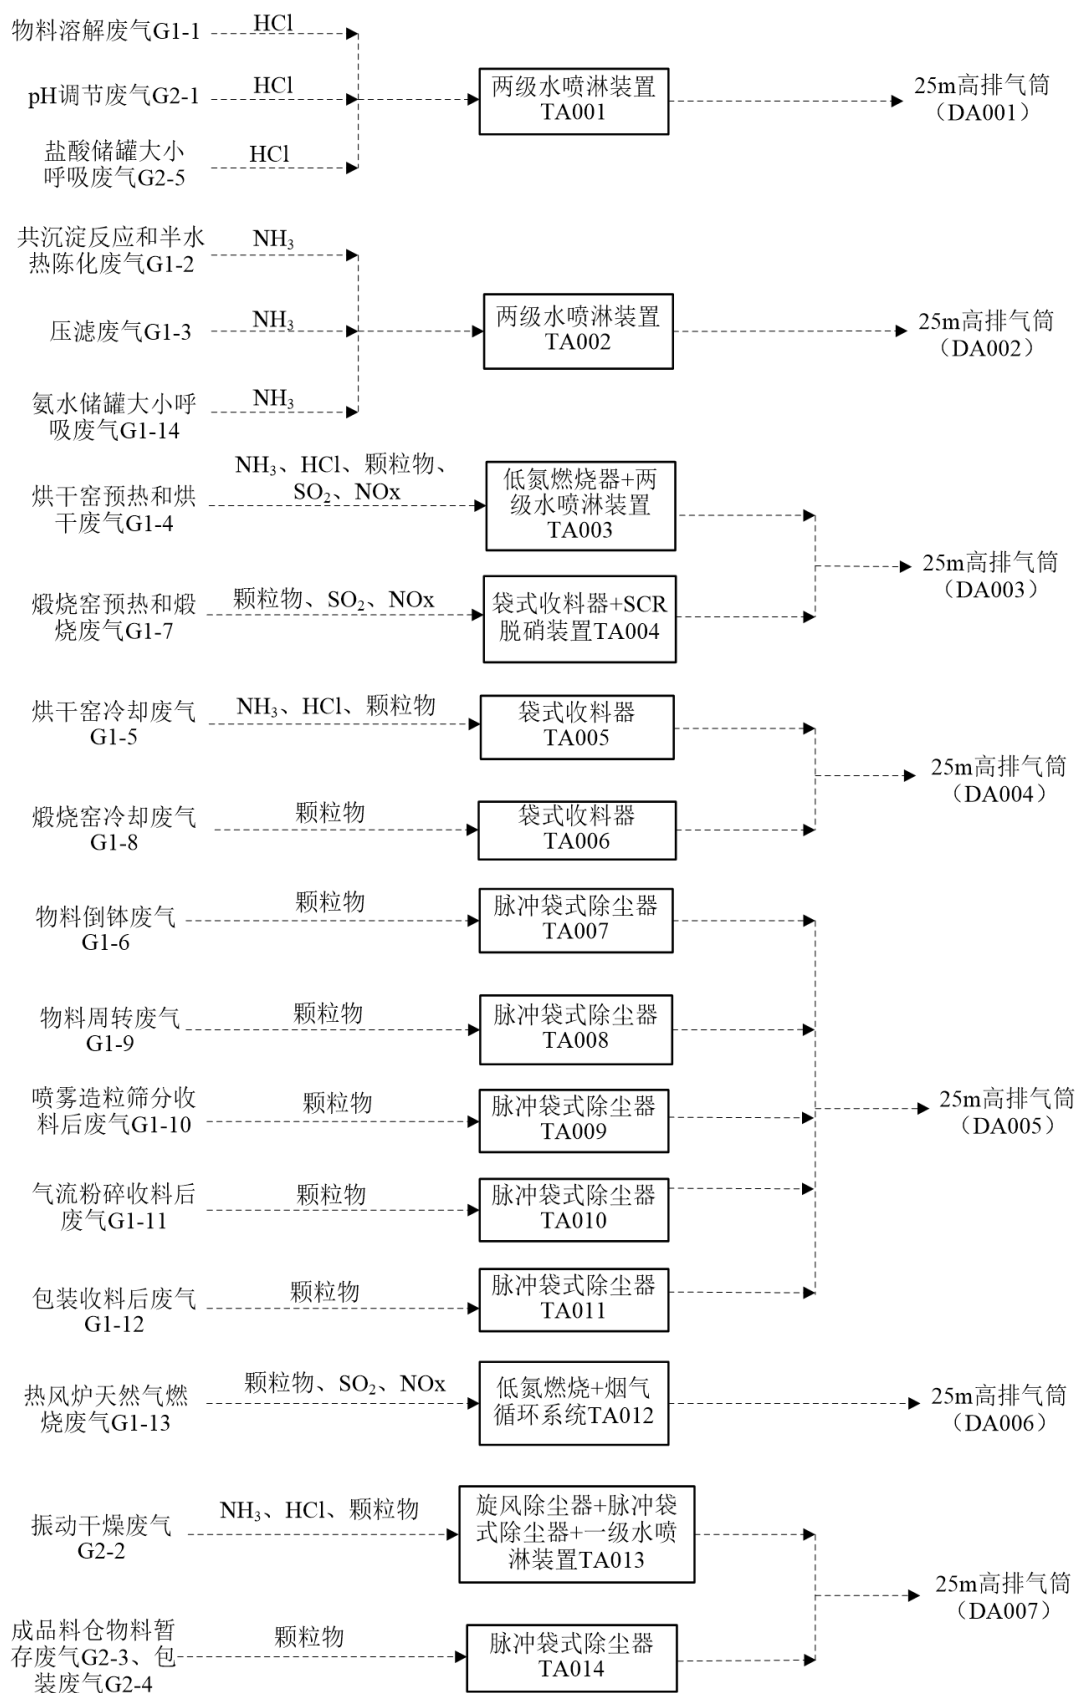 物料溶解废气G1-1
HCl
pH调节废气G2-1
HCl
盐酸储罐大小
呼吸废气G2-5
HCl
两级水喷淋装置
TA001
25m高排气筒
（DA001）
共沉淀反应和半水
热陈化废气G1-2
NH₃
压滤废气G1-3
NH₃
氨水储罐大小呼
吸废气G1-14
NH₃
两级水喷淋装置
TA002
25m高排气筒
（DA002）
烘干窑预热和烘
干废气G1-4
NH₃、HCl、颗粒物、
SO₂、NOx
低氮燃烧器+两
级水喷淋装置
TA003
煅烧窑预热和煅
烧废气G1-7
颗粒物、SO₂、NOx
袋式收料器+SCR
脱硝装置TA004
25m高排气筒
（DA003）
烘干窑冷却废气
G1-5
NH₃、HCl、颗粒物
袋式收料器
TA005
煅烧窑冷却废气
G1-8
颗粒物
袋式收料器
TA006
25m高排气筒
（DA004）
物料倒钵废气
G1-6
颗粒物
脉冲袋式除尘器
TA007
物料周转废气
G1-9
颗粒物
脉冲袋式除尘器
TA008
喷雾造粒筛分收
料后废气G1-10
颗粒物
脉冲袋式除尘器
TA009
气流粉碎收料后
废气G1-11
颗粒物
脉冲袋式除尘器
TA010
包装收料后废气
G1-12
颗粒物
脉冲袋式除尘器
TA011
25m高排气筒
（DA005）
热风炉天然气燃
烧废气G1-13
颗粒物、SO₂、NOx
低氮燃烧+烟气
循环系统TA012
25m高排气筒
（DA006）
振动干燥废气
G2-2
NH₃、HCl、颗粒物
旋风除尘器+脉冲袋
式除尘器+一级水喷
淋装置TA013
成品料仓物料暂
存废气G2-3、包
装废气G2-4
颗粒物
脉冲袋式除尘器
TA014
25m高排气筒
（DA007）